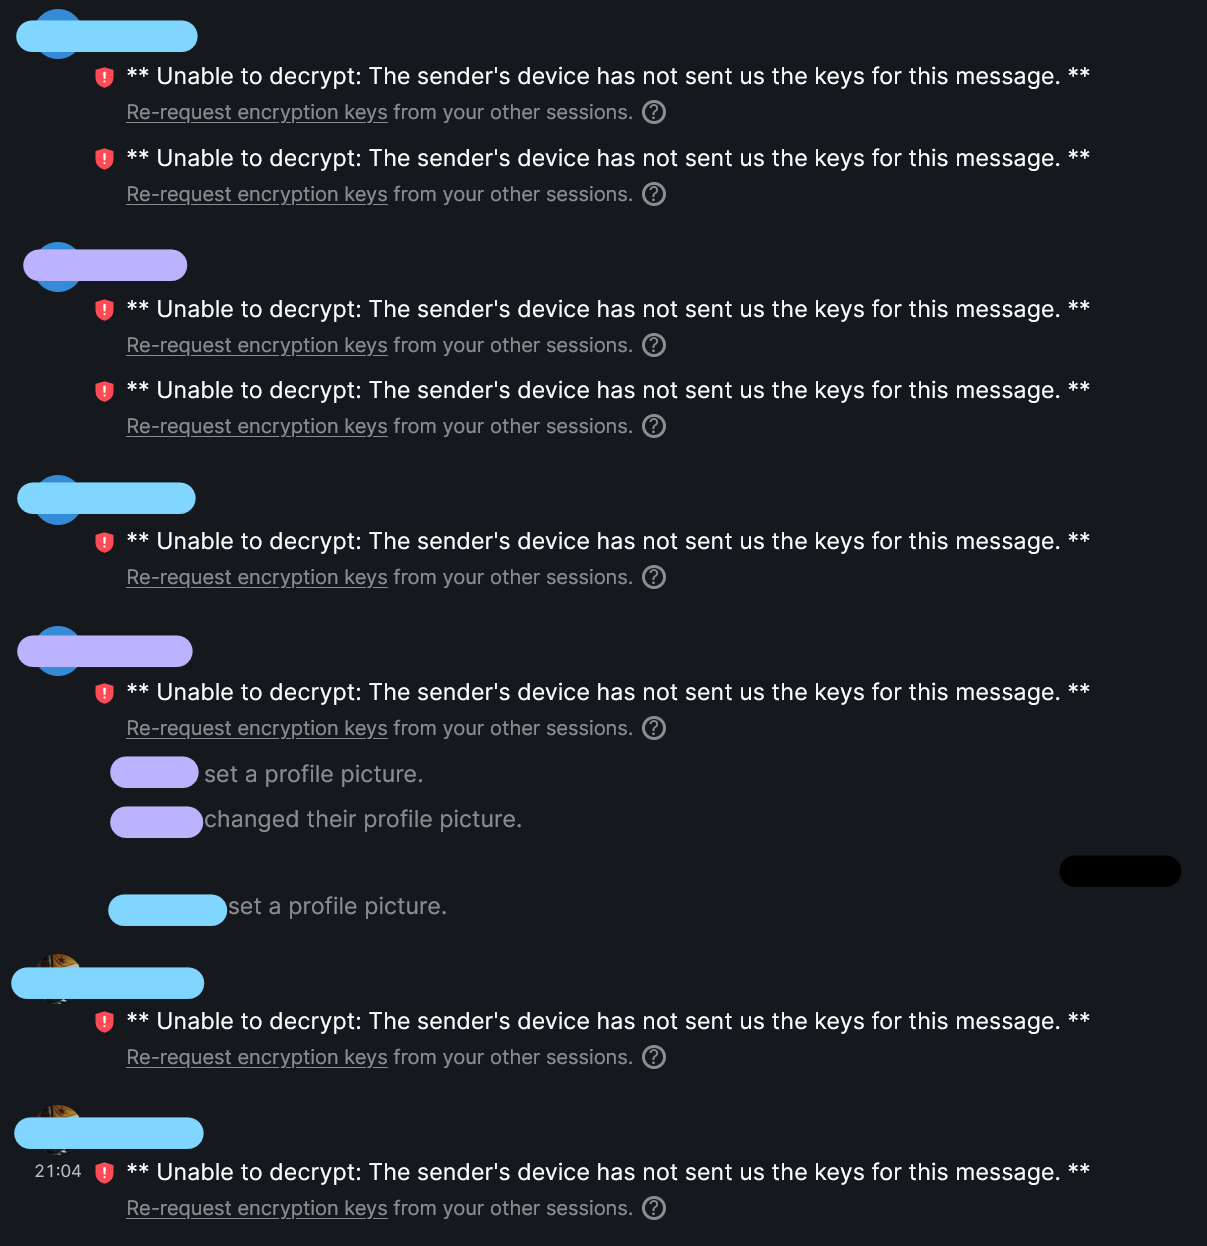 ** Unable to decrypt: The sender's device has not sent us the keys for this message. **
Re-request encryption keys from your other sessions.
** Unable to decrypt: The sender's device has not sent us the keys for this message. **
Re-request encryption keys from your other sessions.
** Unable to decrypt: The sender's device has not sent us the keys for this message. **
Re-request encryption keys from your other sessions.
** Unable to decrypt: The sender's device has not sent us the keys for this message. **
Re-request encryption keys from your other sessions.
** Unable to decrypt: The sender's device has not sent us the keys for this message. **
Re-request encryption keys from your other sessions.
** Unable to decrypt: The sender's device has not sent us the keys for this message. **
Re-request encryption keys from your other sessions.
set a profile picture.
changed their profile picture.
set a profile picture.
** Unable to decrypt: The sender's device has not sent us the keys for this message. **
Re-request encryption keys from your other sessions.
21:04 ** Unable to decrypt: The sender's device has not sent us the keys for this message. **
Re-request encryption keys from your other sessions.